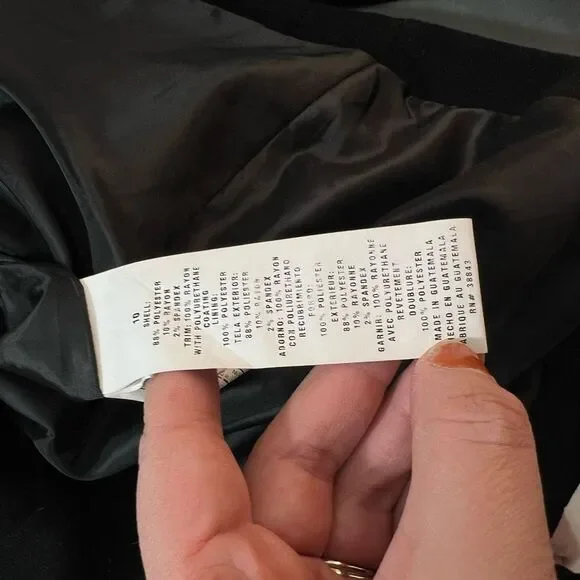 10
SHELL:
88% POLYESTER
10% RAYON
2% SPANDEX
TRIM: 100% RAYON
WITH POLYURETHANE
COATING
LINING:
100% POLYESTER
TELA EXTERIOR:
88% POLIESTER
10% RAYON
2% SPANDEX
ADORNO: 100% RAYON
CON POLIURETHANO
RECUBRIMIENTO
FORRO:
100% POLIESTER
EXTERIEUR:
88% POLYESTER
10% RAYONNE
2% SPANDEX
GARNIR: 100% RAYONNE
AVEC POLYURETHANE
REVETEMENT
DOUBLURE:
100% POLYESTER
MADE IN GUATEMALA
HECHO EN GUATEMALA
FABRIQUE AU GUATEMALA
RN# 38843